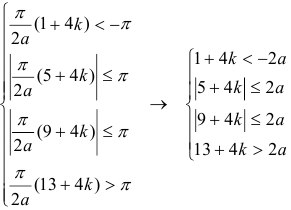 π/2a (1 + 4k) < −π
|π/2a (5 + 4k)| ≤ π
|π/2a (9 + 4k)| ≤ π
π/2a (13 + 4k) > π
→
1 + 4k < −2a
|5 + 4k| ≤ 2a
|9 + 4k| ≤ 2a
13 + 4k > 2a